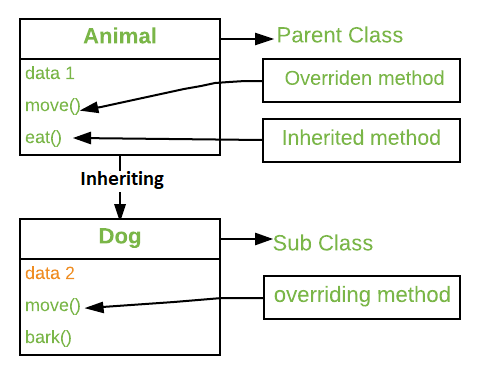 Animal
Parent Class
data 1
Overriden method
move()
eat()
Inherited method
Inheriting
Dog
Sub Class
data 2
move()
overriding method
bark()